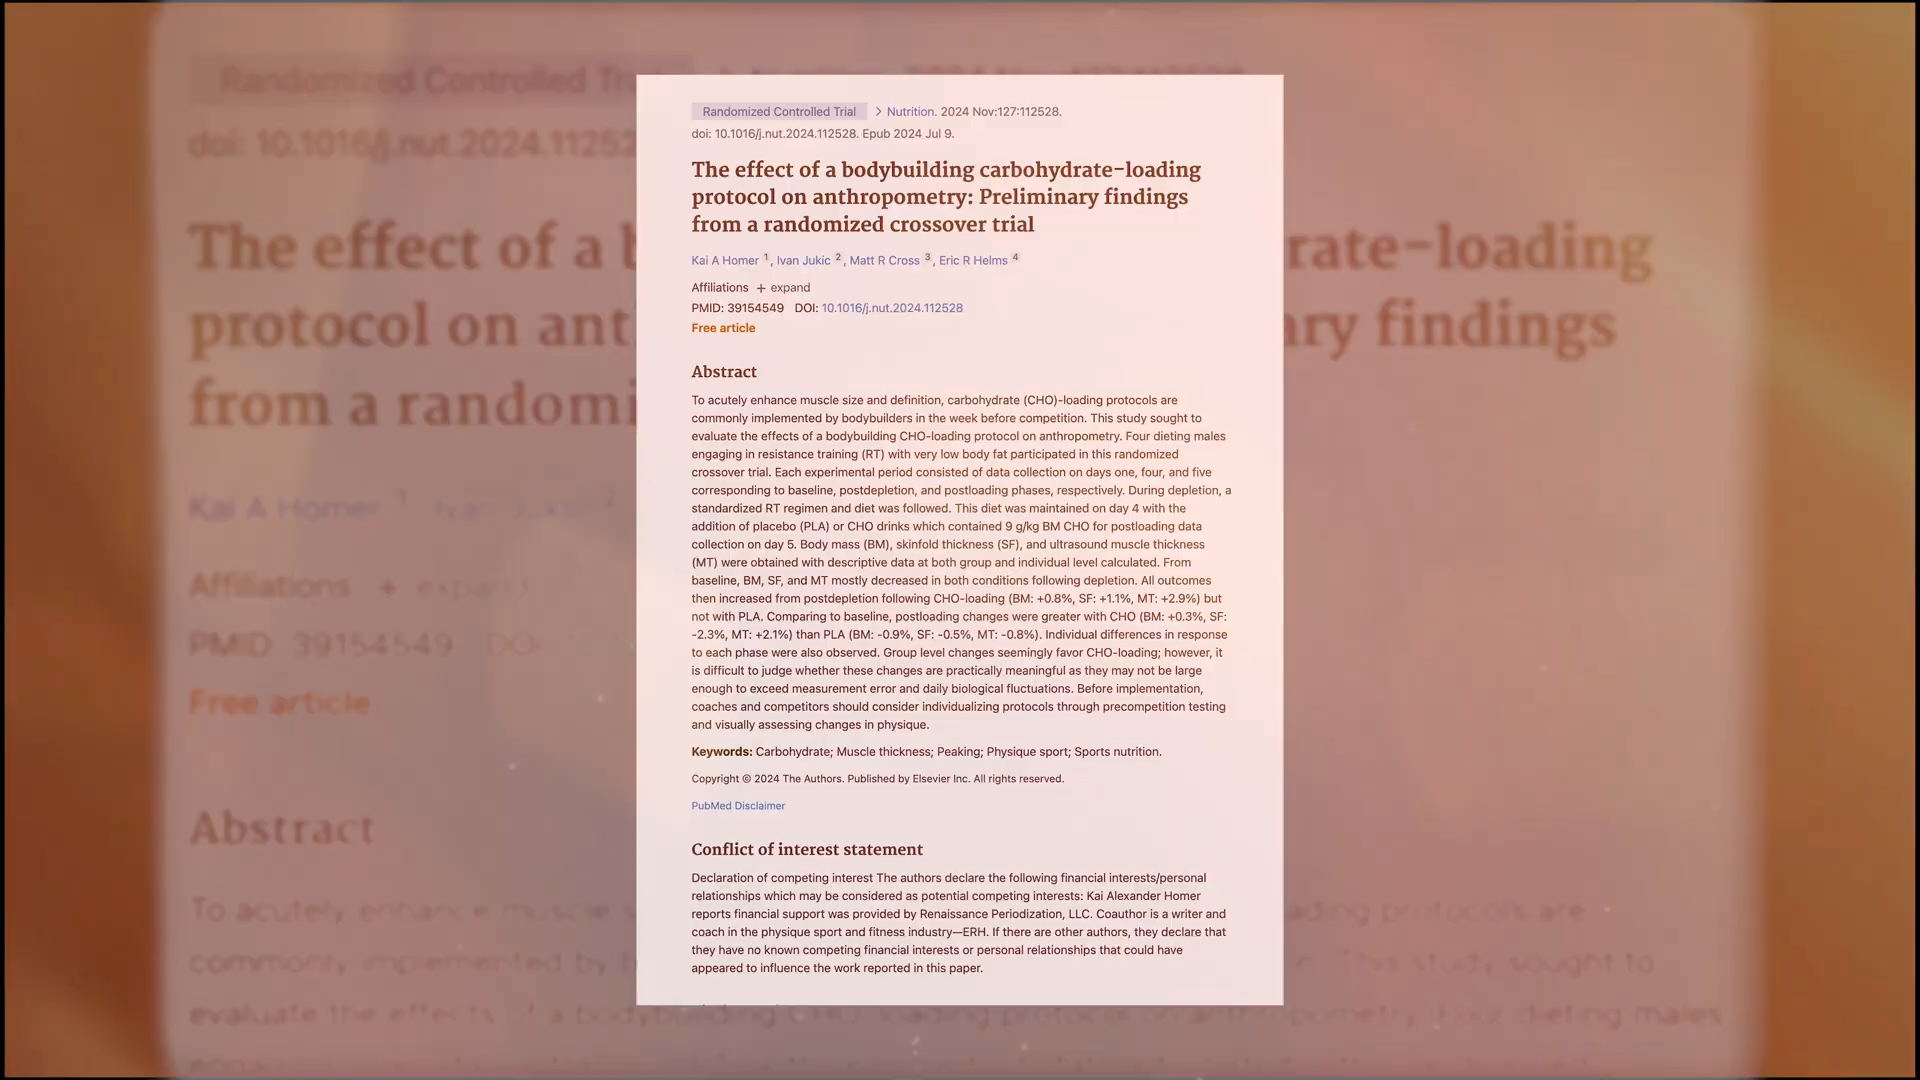 Randomized Controlled Trial > Nutrition. 2024 Nov:127:112528.
doi: 10.1016/j.nut.2024.112528. Epub 2024 Jul 9.
The effect of a bodybuilding carbohydrate-loading
protocol on anthropometry: Preliminary findings
from a randomized crossover trial
Kai A Homer 1, Ivan Jukic 2, Matt R Cross 3, Eric R Helms 4
Affiliations + expand
PMID: 39154549 DOI: 10.1016/j.nut.2024.112528
Free article
Abstract
To acutely enhance muscle size and definition, carbohydrate (CHO)-loading protocols are
commonly implemented by bodybuilders in the week before competition. This study sought to
evaluate the effects of a bodybuilding CHO-loading protocol on anthropometry. Four dieting males
engaging in resistance training (RT) with very low body fat participated in this randomized
crossover trial. Each experimental period consisted of data collection on days one, four, and five
corresponding to baseline, postdepletion, and postloading phases, respectively. During depletion, a
standardized RT regimen and diet was followed. This diet was maintained on day 4 with the
addition of placebo (PLA) or CHO drinks which contained 9 g/kg BM CHO for postloading data
collection on day 5. Body mass (BM), skinfold thickness (SF), and ultrasound muscle thickness
(MT) were obtained with descriptive data at both group and individual level calculated. From
baseline, BM, SF, and MT mostly decreased in both conditions following depletion. All outcomes
then increased from postdepletion following CHO-loading (BM: +0.8%, SF: +1.1%, MT: +2.9%) but
not with PLA. Comparing to baseline, postloading changes were greater with CHO (BM: +0.3%, SF:
-2.3%, MT: +2.1%) than PLA (BM: -0.9%, SF: -0.5%, MT: -0.8%). Individual differences in response
to each phase were also observed. Group level changes seemingly favor CHO-loading; however, it
is difficult to judge whether these changes are practically meaningful as they may not be large
enough to exceed measurement error and daily biological fluctuations. Before implementation,
coaches and competitors should consider individualizing protocols through precompetition testing
and visually assessing changes in physique.
Keywords: Carbohydrate; Muscle thickness; Peaking; Physique sport; Sports nutrition.
Copyright © 2024 The Authors. Published by Elsevier Inc. All rights reserved.
PubMed Disclaimer
Conflict of interest statement
Declaration of competing interest The authors declare the following financial interests/personal
relationships which may be considered as potential competing interests: Kai Alexander Homer
reports financial support was provided by Renaissance Periodization, LLC. Coauthor is a writer and
coach in the physique sport and fitness industry—ERH. If there are other authors, they declare that
they have no known competing financial interests or personal relationships that could have
appeared to influence the work reported in this paper.